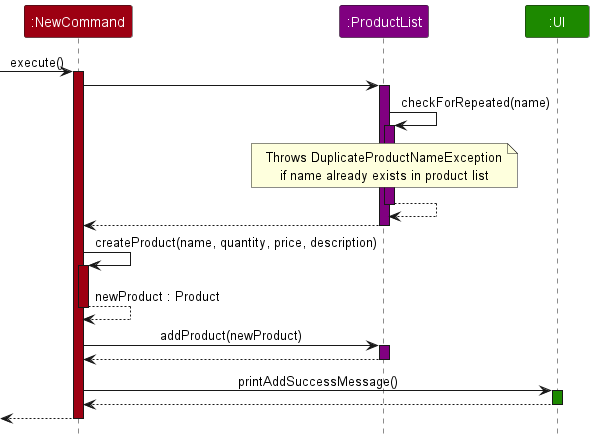 :NewCommand
:ProductList
:UI
execute()
checkForRepeated(name)
Throws DuplicateProductNameException
if name already exists in product list
createProduct(name, quantity, price, description)
newProduct : Product
addProduct(newProduct)
printAddSuccessMessage()